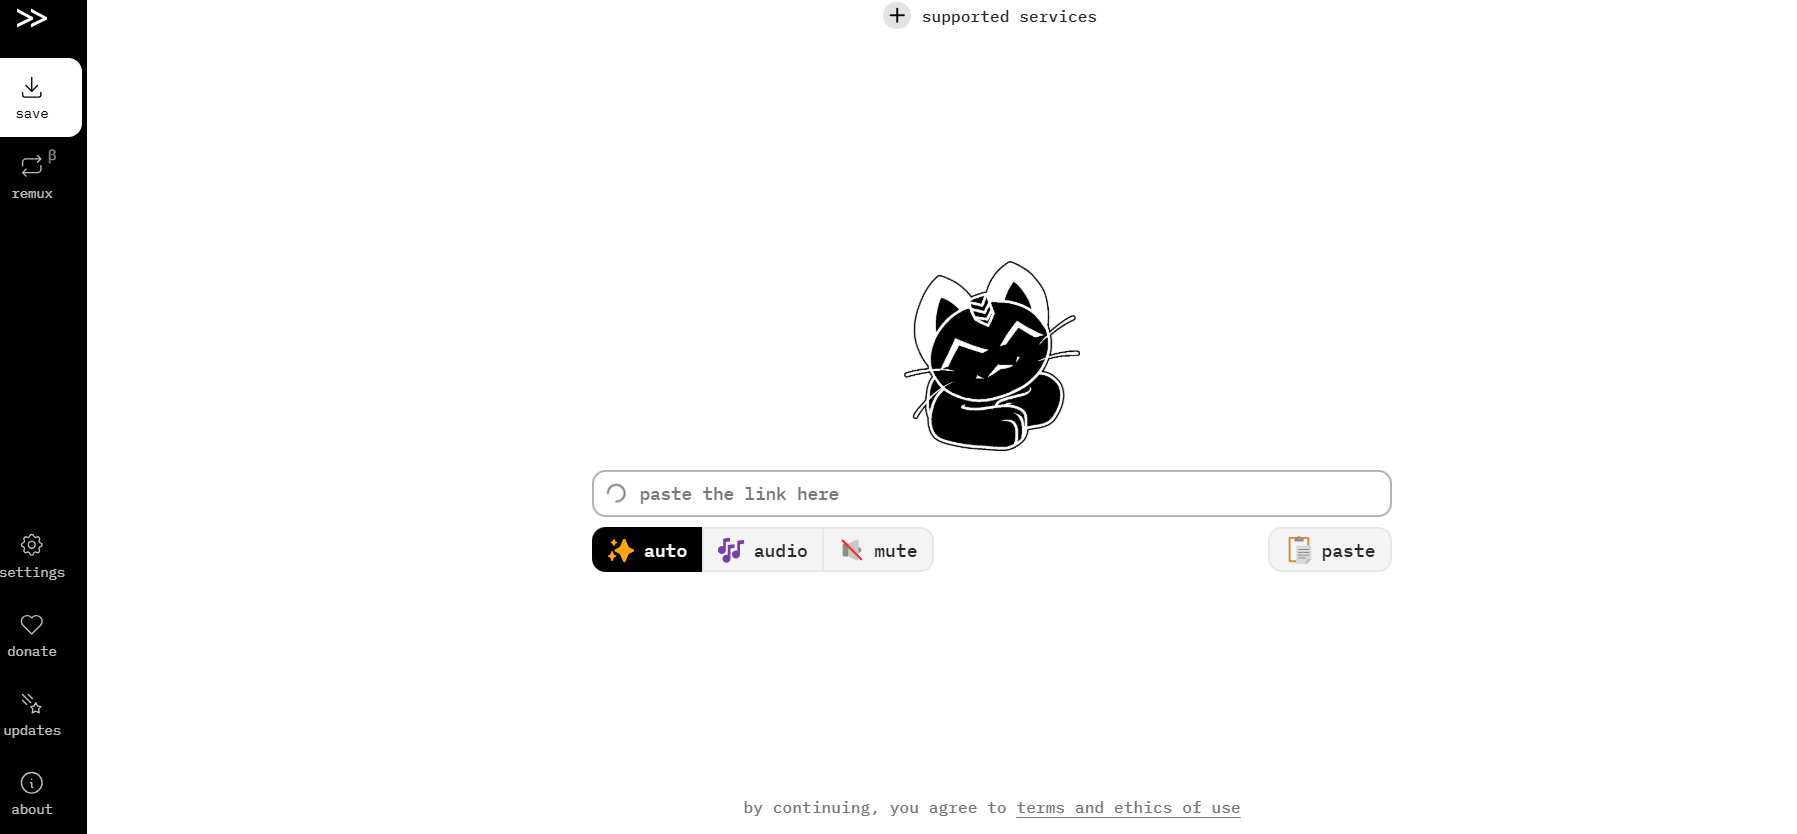 supported services
save
β
remux
settings
donate
updates
about
paste the link here
auto
audio
mute
paste
by continuing, you agree to terms and ethics of use